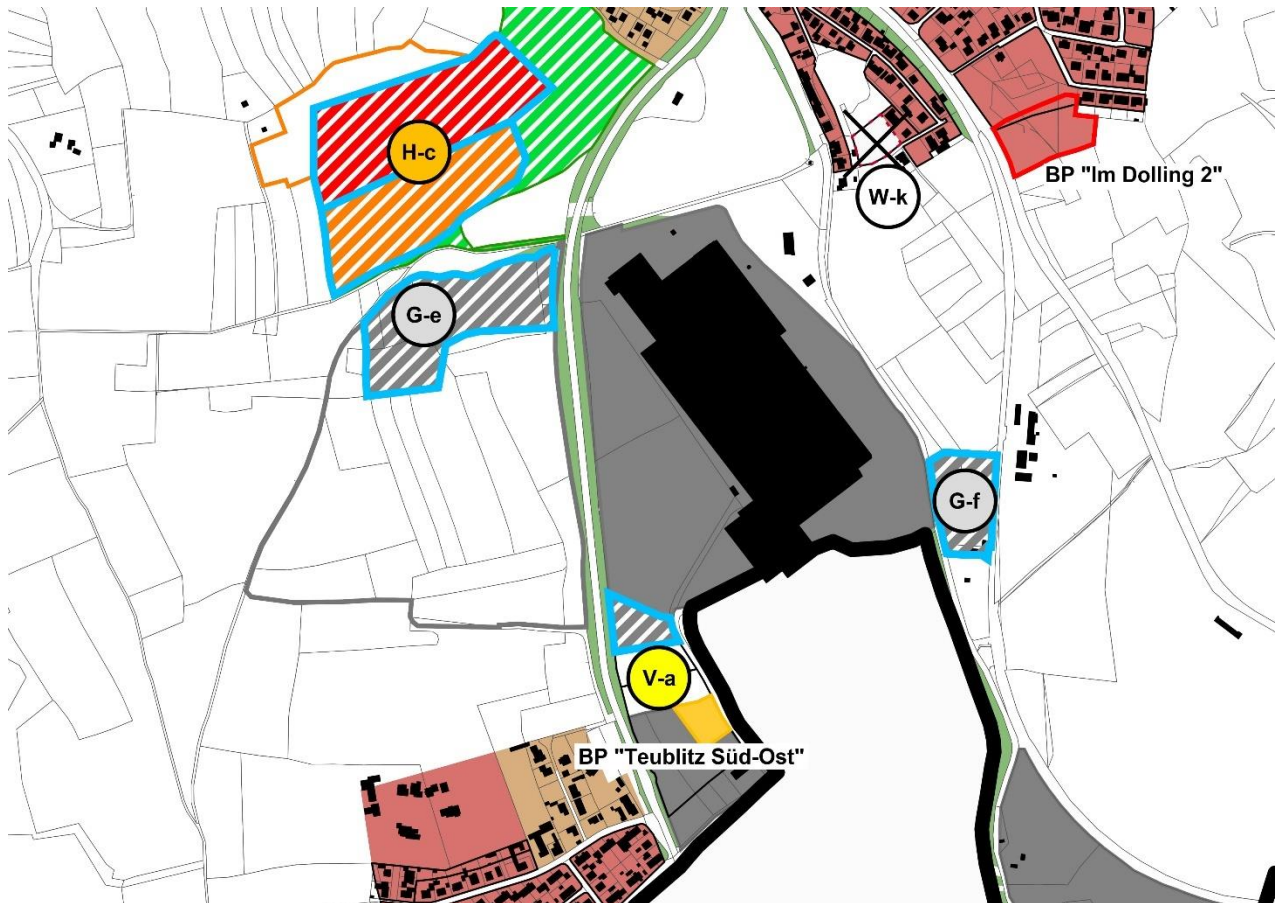 H-c
BP "Im Dolling 2"
W-k
G-e
G-f
V-a
BP "Teublitz Süd-Ost"